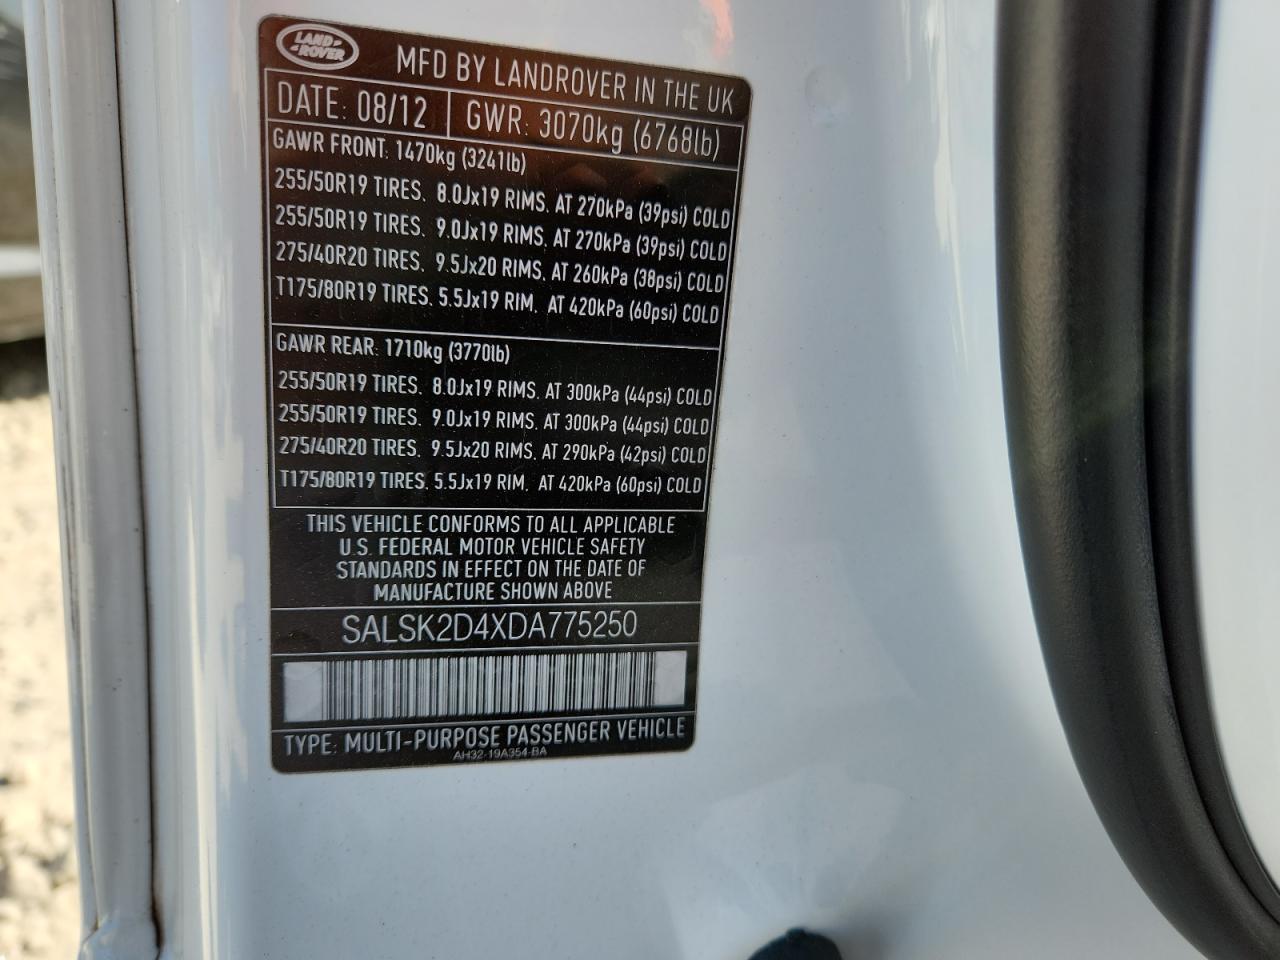 LAND ROVER
MFD BY LANDROVER IN THE UK
DATE: 08/12 GWR: 3070kg (6768lb)
GAWR FRONT: 1470kg (3241lb)
255/50R19 TIRES. 8.0Jx19 RIMS. AT 270kPa (39psi) COLD
255/50R19 TIRES. 9.0Jx19 RIMS. AT 270kPa (39psi) COLD
275/40R20 TIRES. 9.5Jx20 RIMS. AT 260kPa (38psi) COLD
T175/80R19 TIRES. 5.5Jx19 RIM. AT 420kPa (60psi) COLD
GAWR REAR: 1710kg (3770lb)
255/50R19 TIRES. 8.0Jx19 RIMS. AT 300kPa (44psi) COLD
255/50R19 TIRES. 9.0Jx19 RIMS. AT 300kPa (44psi) COLD
275/40R20 TIRES. 9.5Jx20 RIMS. AT 290kPa (42psi) COLD
T175/80R19 TIRES. 5.5Jx19 RIM. AT 420kPa (60psi) COLD
THIS VEHICLE CONFORMS TO ALL APPLICABLE
U.S. FEDERAL MOTOR VEHICLE SAFETY
STANDARDS IN EFFECT ON THE DATE OF
MANUFACTURE SHOWN ABOVE
SALSK2D4XDA775250
TYPE: MULTI-PURPOSE PASSENGER VEHICLE
AH32-19A354-BA